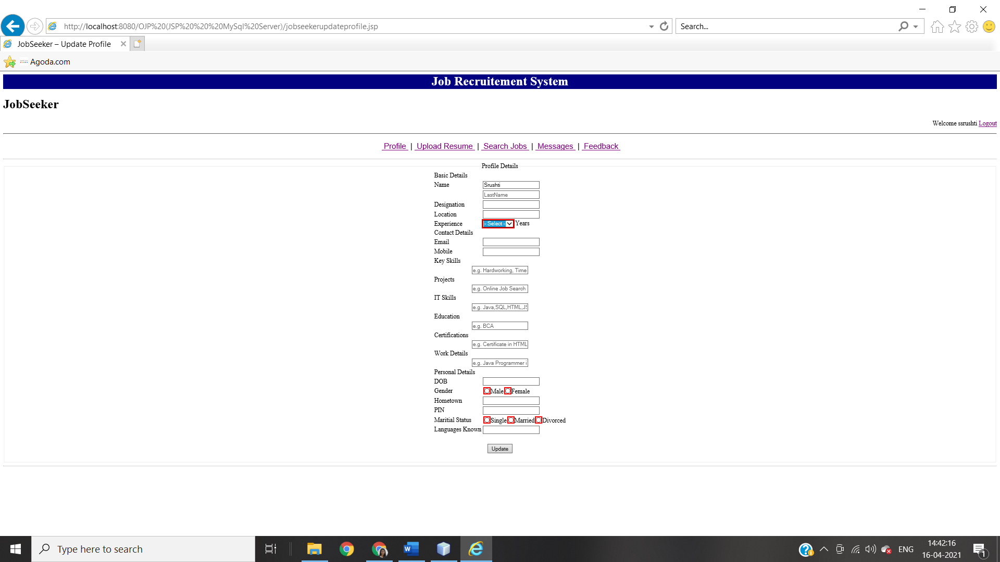 http://localhost:8080/OJP%20(JSP%20%20%20MySql%20Server)/jobseekerupdateprofile.jsp
Search...
JobSeeker – Update Profile
Agoda.com
Job Recruitement System
JobSeeker
Welcome ssrushti Logout
Profile | Upload Resume | Search Jobs | Messages | Feedback
Profile Details
Basic Details
Name Srushti
LastName
Designation
Location
Experience - Select - Years
Contact Details
Email
Mobile
Key Skills
e.g. Hardworking, Time
Projects
e.g. Online Job Search
IT Skills
e.g. Java,SQL,HTML,JS
Education
e.g. BCA
Certifications
e.g. Certificate in HTML
Work Details
e.g. Java Programmer i
Personal Details
DOB
Gender Male Female
Hometown
PIN
Maritial Status Single Married Divorced
Languages Known
Update
Type here to search
ENG
14:42:16
16-04-2021
1